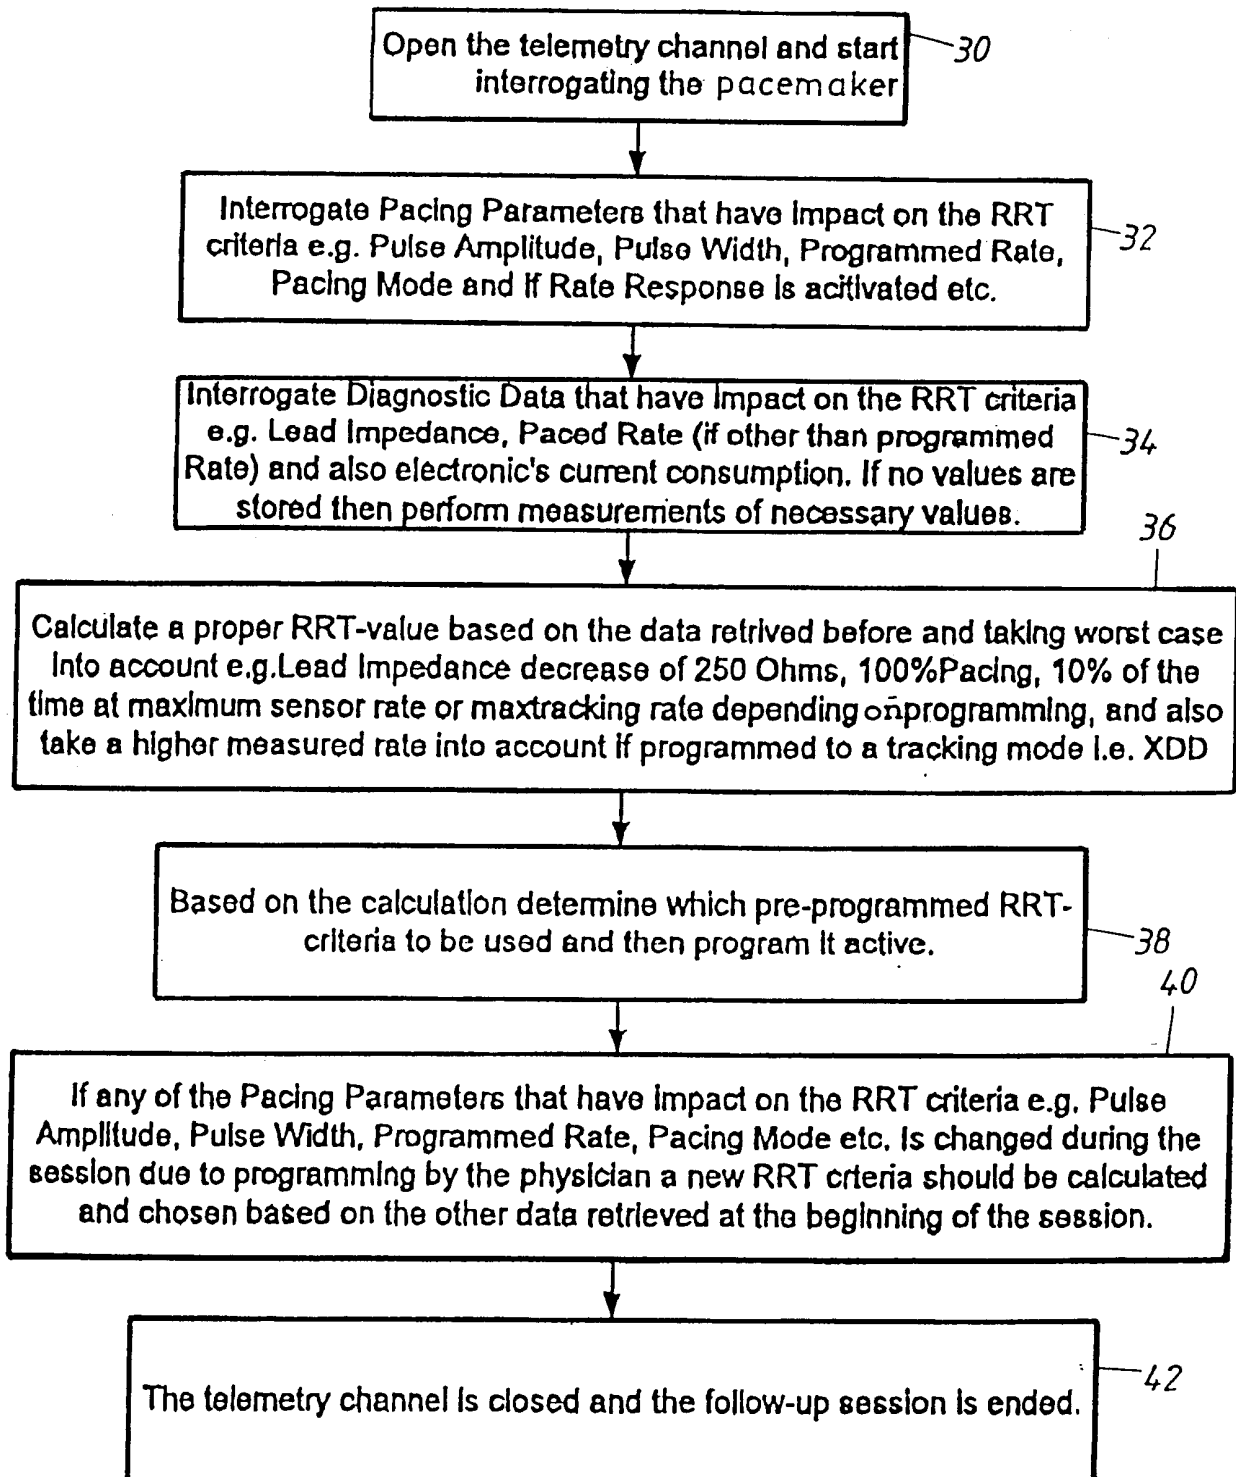 Open the telemetry channel and start
interrogating the pacemaker
30
Interrogate Pacing Parameters that have impact on the RRT
criteria e.g. Pulse Amplitude, Pulse Width, Programmed Rate,
Pacing Mode and if Rate Response is acitivated etc.
32
Interrogate Diagnostic Data that have impact on the RRT criteria
e.g. Lead Impedance, Paced Rate (if other than programmed
Rate) and also electronic's current consumption. If no values are
stored then perform measurements of necessary values.
34
36
Calculate a proper RRT-value based on the data retrived before and taking worst case
into account e.g.Lead Impedance decrease of 250 Ohms, 100%Pacing, 10% of the
time at maximum sensor rate or maxtracking rate depending on programming, and also
take a higher measured rate into account if programmed to a tracking mode i.e. XDD
Based on the calculation determine which pre-programmed RRT-
criteria to be used and then program it active.
38
40
If any of the Pacing Parameters that have impact on the RRT criteria e.g. Pulse
Amplitude, Pulse Width, Programmed Rate, Pacing Mode etc. is changed during the
session due to programming by the physician a new RRT crteria should be calculated
and chosen based on the other data retrieved at the beginning of the session.
The telemetry channel is closed and the follow-up session is ended.
42